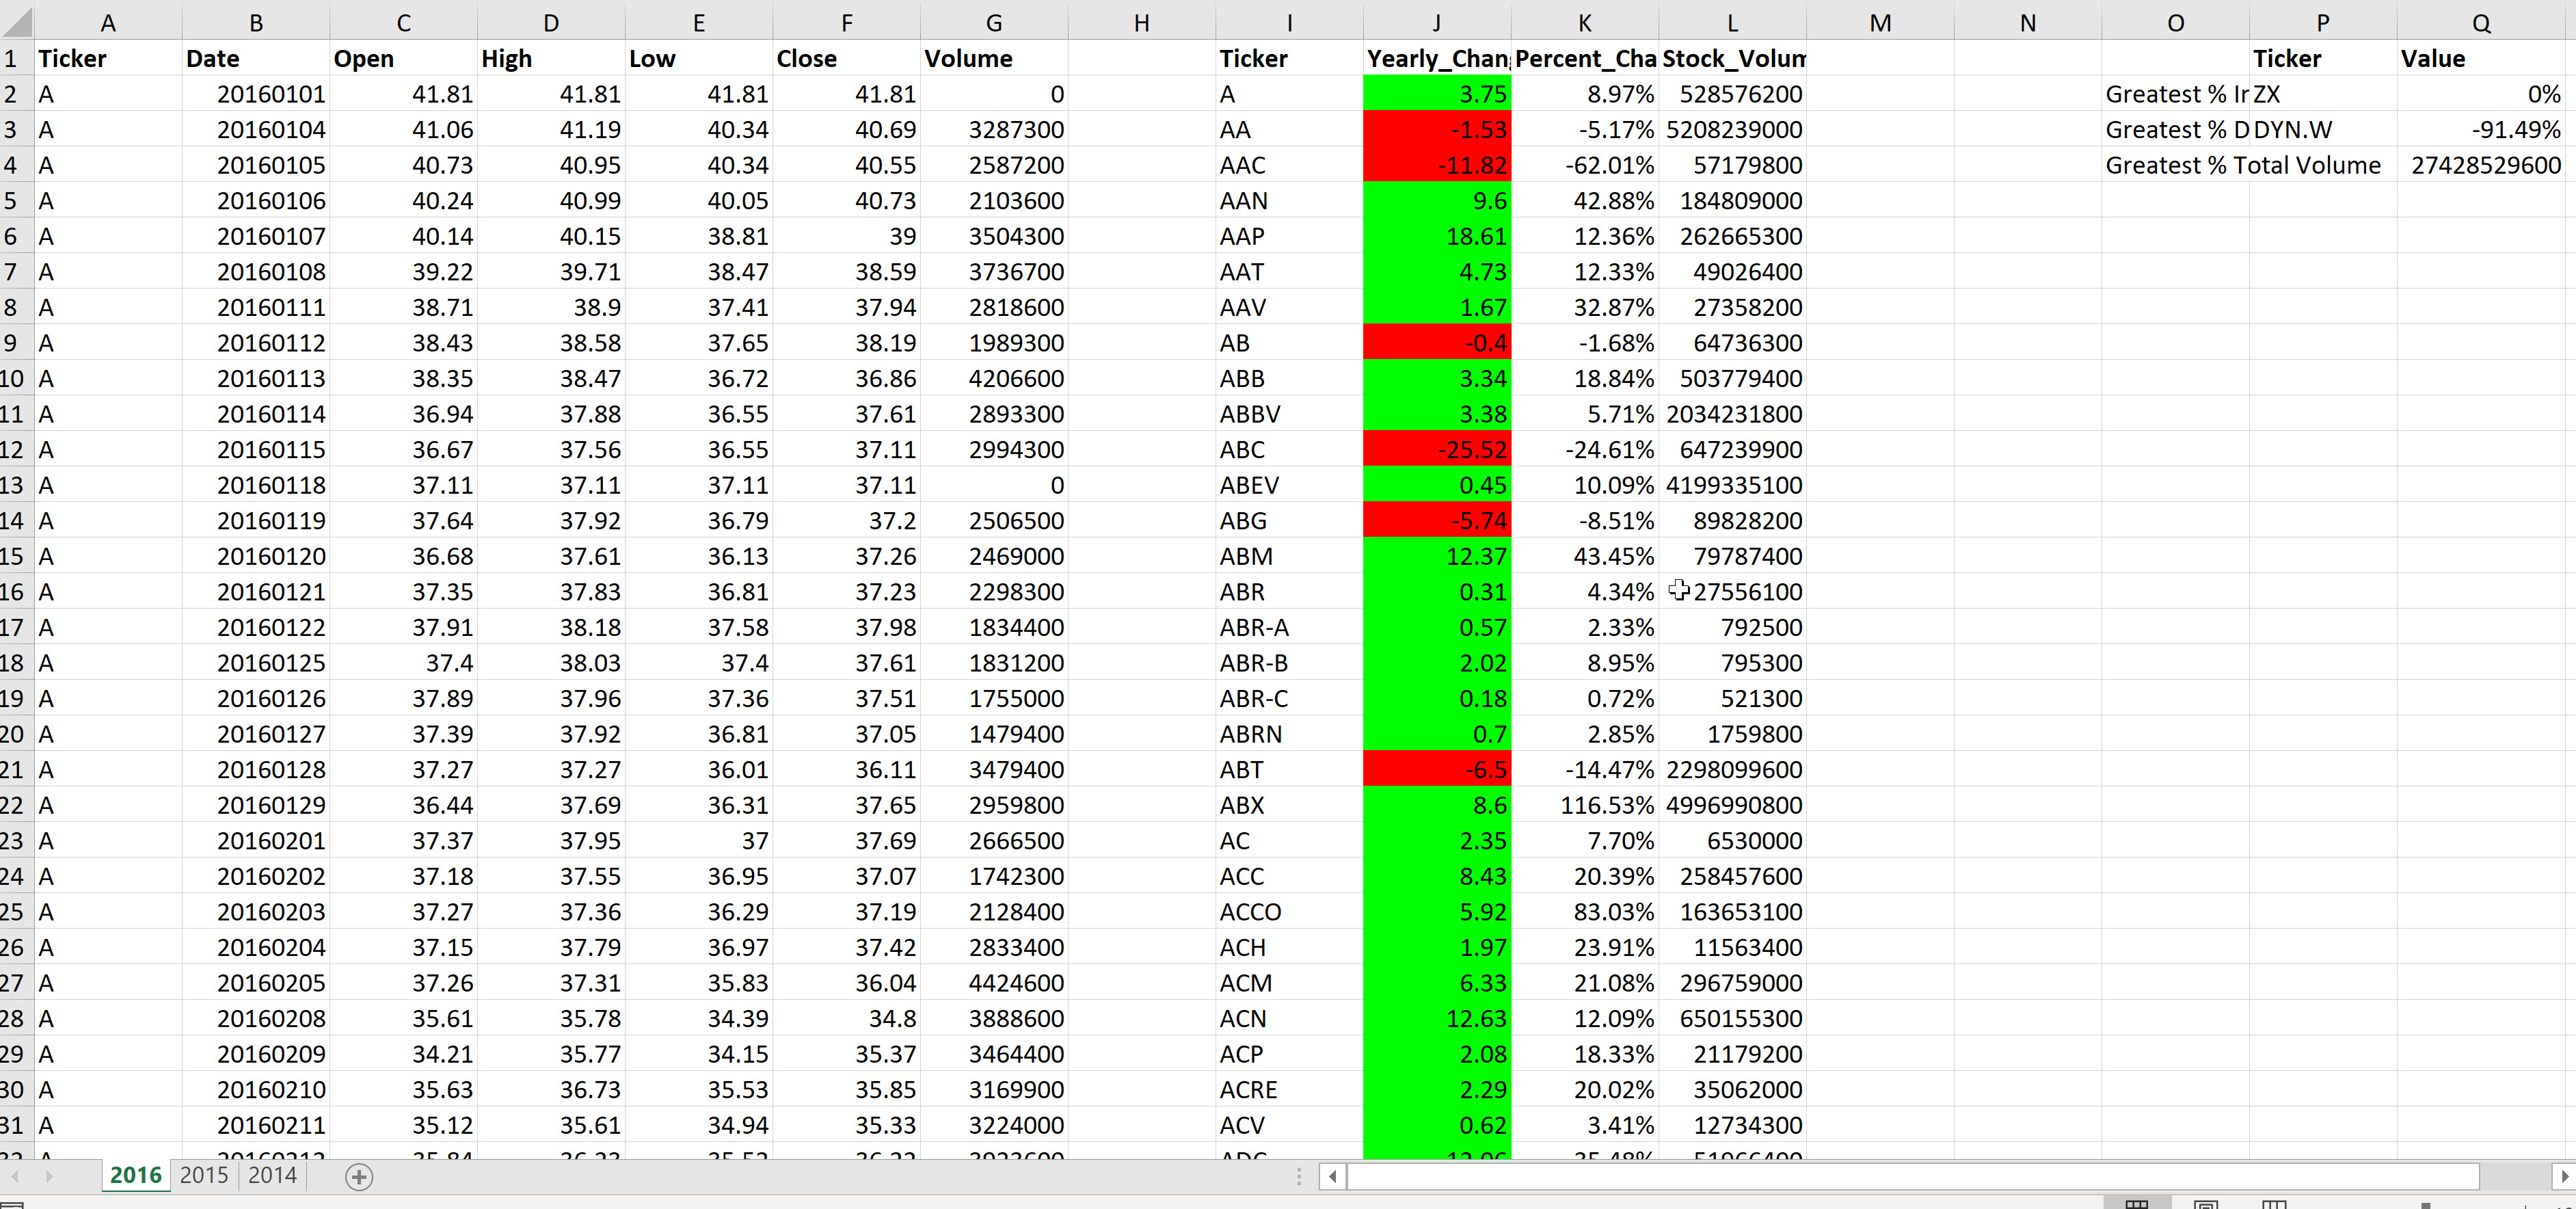 A B C D E F G H I J K L M N O P Q
1 Ticker Date Open High Low Close Volume Ticker Yearly_Chang Percent_Cha Stock_Volum Ticker Value
2 A 20160101 41.81 41.81 41.81 41.81 0 A 3.75 8.97% 528576200 Greatest % Ir ZX 0%
3 A 20160104 41.06 41.19 40.34 40.69 3287300 AA -1.53 -5.17% 5208239000 Greatest % D DYN.W -91.49%
4 A 20160105 40.73 40.95 40.34 40.55 2587200 AAC -11.82 -62.01% 57179800 Greatest % Total Volume 27428529600
5 A 20160106 40.24 40.99 40.05 40.73 2103600 AAN 9.6 42.88% 184809000
6 A 20160107 40.14 40.15 38.81 39 3504300 AAP 18.61 12.36% 262665300
7 A 20160108 39.22 39.71 38.47 38.59 3736700 AAT 4.73 12.33% 49026400
8 A 20160111 38.71 38.9 37.41 37.94 2818600 AAV 1.67 32.87% 27358200
9 A 20160112 38.43 38.58 37.65 38.19 1989300 AB -0.4 -1.68% 64736300
10 A 20160113 38.35 38.47 36.72 36.86 4206600 ABB 3.34 18.84% 503779400
11 A 20160114 36.94 37.88 36.55 37.61 2893300 ABBV 3.38 5.71% 2034231800
12 A 20160115 36.67 37.56 36.55 37.11 2994300 ABC -25.52 -24.61% 647239900
13 A 20160118 37.11 37.11 37.11 37.11 0 ABEV 0.45 10.09% 4199335100
14 A 20160119 37.64 37.92 36.79 37.2 2506500 ABG -5.74 -8.51% 89828200
15 A 20160120 36.68 37.61 36.13 37.26 2469000 ABM 12.37 43.45% 79787400
16 A 20160121 37.35 37.83 36.81 37.23 2298300 ABR 0.31 4.34% 27556100
17 A 20160122 37.91 38.18 37.58 37.98 1834400 ABR-A 0.57 2.33% 792500
18 A 20160125 37.4 38.03 37.4 37.61 1831200 ABR-B 2.02 8.95% 795300
19 A 20160126 37.89 37.96 37.36 37.51 1755000 ABR-C 0.18 0.72% 521300
20 A 20160127 37.39 37.92 36.81 37.05 1479400 ABRN 0.7 2.85% 1759800
21 A 20160128 37.27 37.27 36.01 36.11 3479400 ABT -6.5 -14.47% 2298099600
22 A 20160129 36.44 37.69 36.31 37.65 2959800 ABX 8.6 116.53% 4996990800
23 A 20160201 37.37 37.95 37 37.69 2666500 AC 2.35 7.70% 6530000
24 A 20160202 37.18 37.55 36.95 37.07 1742300 ACC 8.43 20.39% 258457600
25 A 20160203 37.27 37.36 36.29 37.19 2128400 ACCO 5.92 83.03% 163653100
26 A 20160204 37.15 37.79 36.97 37.42 2833400 ACH 1.97 23.91% 11563400
27 A 20160205 37.26 37.31 35.83 36.04 4424600 ACM 6.33 21.08% 296759000
28 A 20160208 35.61 35.78 34.39 34.8 3888600 ACN 12.63 12.09% 650155300
29 A 20160209 34.21 35.77 34.15 35.37 3464400 ACP 2.08 18.33% 21179200
30 A 20160210 35.63 36.73 35.53 35.85 3169900 ACRE 2.29 20.02% 35062000
31 A 20160211 35.12 35.61 34.94 35.33 3224000 ACV 0.62 3.41% 12734300
2016 2015 2014